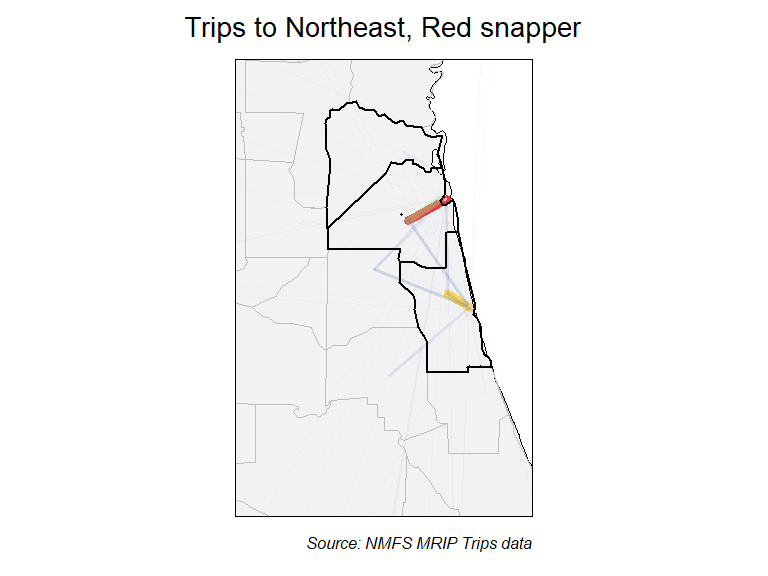 Trips to Northeast, Red snapper
Source: NMFS MRIP Trips data